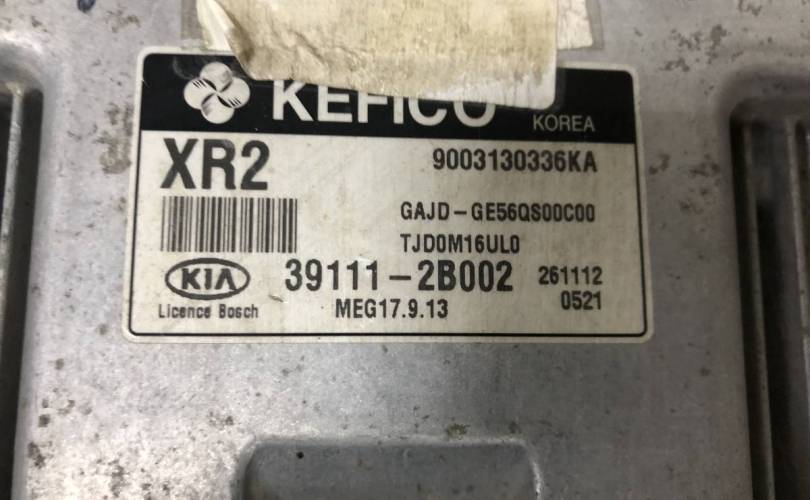 KEFICO
KOREA
XR2
9003130336KA
GAJD-GE56QS00C00
TJD0M16UL0
KIA
39111-2B002
261112
Licence Bosch
MEG17.9.13
0521